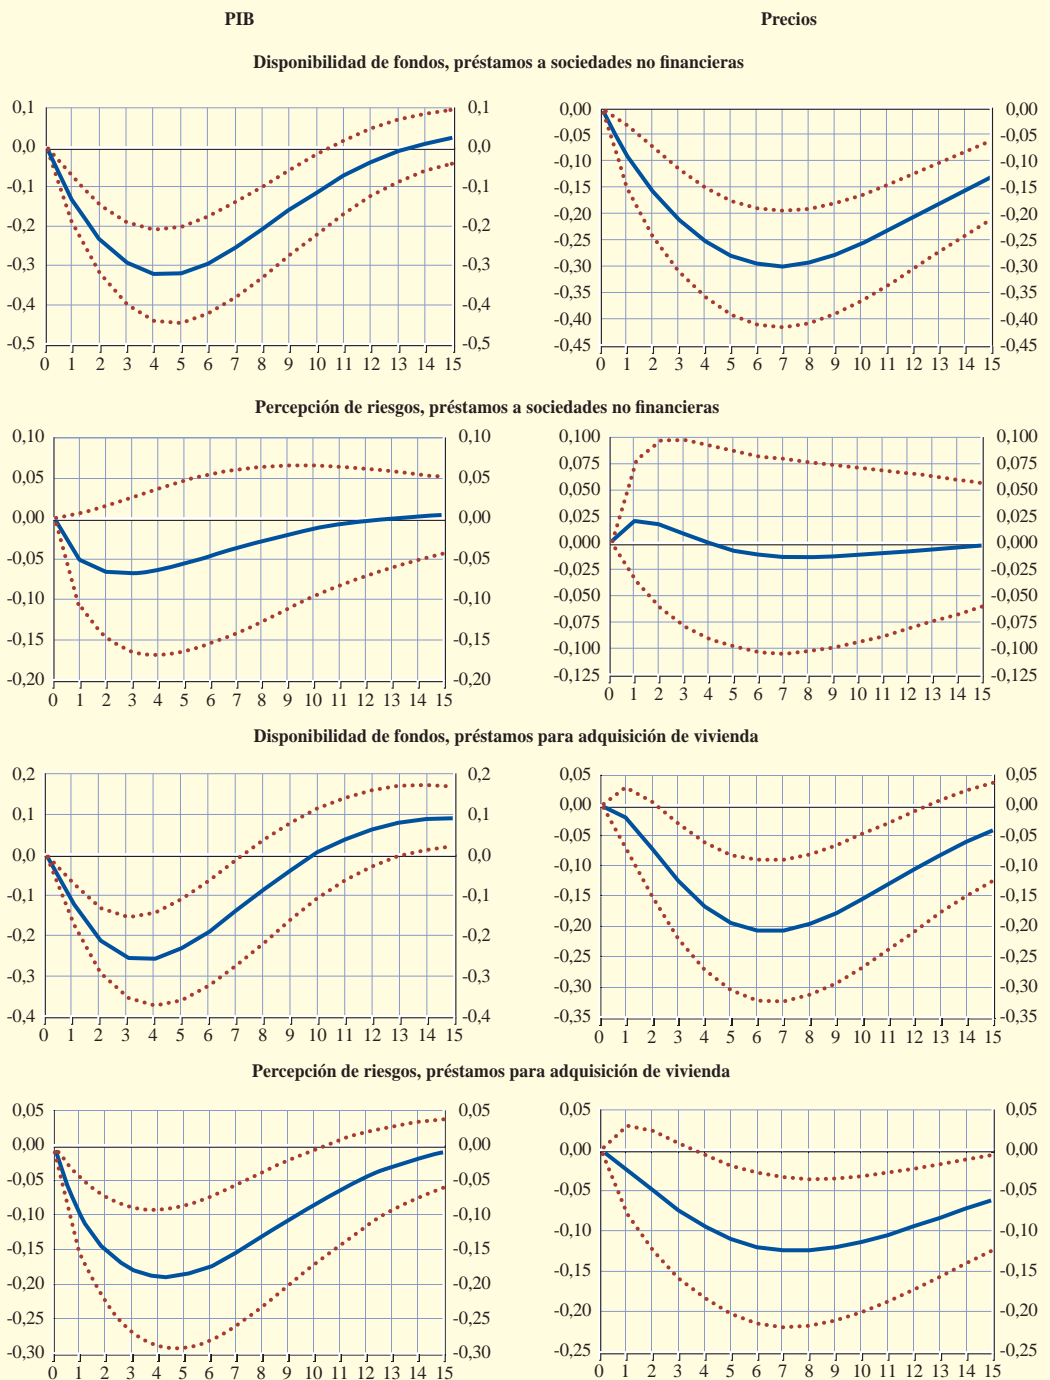 PIB Precios
Disponibilidad de fondos, préstamos a sociedades no financieras
0,1 0,1 0,00 0,00
0,0 0,0 -0,05 -0,05
-0,1 -0,1 -0,10 -0,10
-0,2 -0,2 -0,15 -0,15
-0,3 -0,3 -0,20 -0,20
-0,4 -0,4 -0,25 -0,25
-0,5 -0,5 -0,30 -0,30
-0,35 -0,35
-0,40 -0,40
-0,45 -0,45
0 1 2 3 4 5 6 7 8 9 10 11 12 13 14 15 0 1 2 3 4 5 6 7 8 9 10 11 12 13 14 15
Percepción de riesgos, préstamos a sociedades no financieras
0,10 0,10 0,100 0,100
0,05 0,05 0,075 0,075
0,00 0,00 0,050 0,050
-0,05 -0,05 0,025 0,025
-0,10 -0,10 0,000 0,000
-0,15 -0,15 -0,025 -0,025
-0,20 -0,20 -0,050 -0,050
-0,075 -0,075
-0,100 -0,100
-0,125 -0,125
0 1 2 3 4 5 6 7 8 9 10 11 12 13 14 15 0 1 2 3 4 5 6 7 8 9 10 11 12 13 14 15
Disponibilidad de fondos, préstamos para adquisición de vivienda
0,2 0,2 0,05 0,05
0,1 0,1 0,00 0,00
0,0 0,0 -0,05 -0,05
-0,1 -0,1 -0,10 -0,10
-0,2 -0,2 -0,15 -0,15
-0,3 -0,3 -0,20 -0,20
-0,4 -0,4 -0,25 -0,25
-0,30 -0,30
-0,35 -0,35
0 1 2 3 4 5 6 7 8 9 10 11 12 13 14 15 0 1 2 3 4 5 6 7 8 9 10 11 12 13 14 15
Percepción de riesgos, préstamos para adquisición de vivienda
0,05 0,05 0,05 0,05
0,00 0,00 0,00 0,00
-0,05 -0,05 -0,05 -0,05
-0,10 -0,10 -0,10 -0,10
-0,15 -0,15 -0,15 -0,15
-0,20 -0,20 -0,20 -0,20
-0,25 -0,25 -0,25 -0,25
-0,30 -0,30
0 1 2 3 4 5 6 7 8 9 10 11 12 13 14 15 0 1 2 3 4 5 6 7 8 9 10 11 12 13 14 15